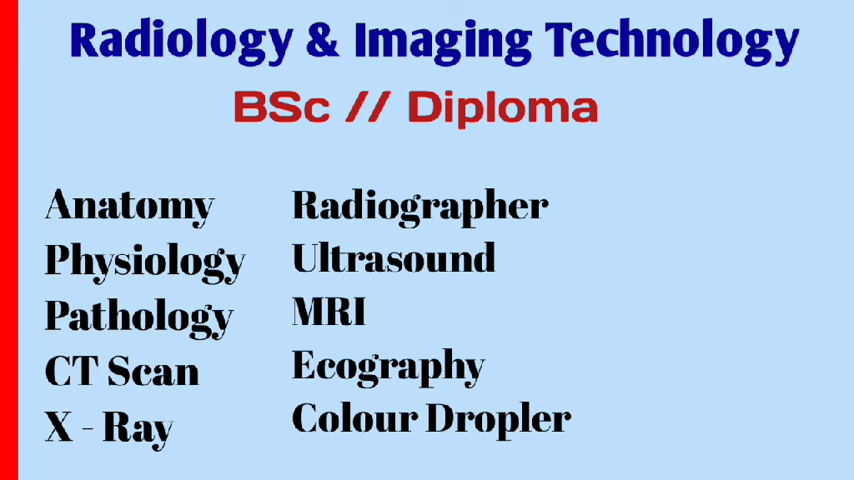 Radiology & Imaging Technology
BSc // Diploma
Anatomy
Physiology
Pathology
CT Scan
X - Ray
Radiographer
Ultrasound
MRI
Ecography
Colour Dropler